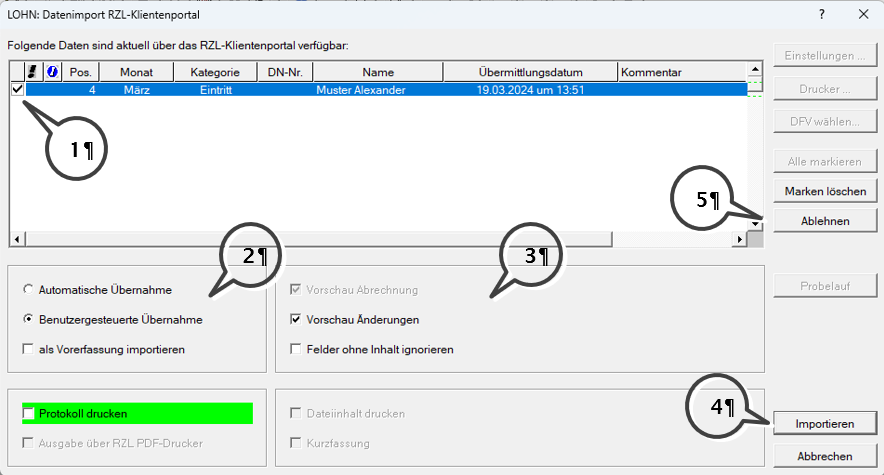 LOHN: Datenimport RZL-Klientenportal
Folgende Daten sind aktuell über das RZL-Klientenportal verfügbar:
Pos. Monat Kategorie DN-Nr. Name Übermittlungsdatum Kommentar
4 März Eintritt Muster Alexander 19.03.2024 um 13:51
1¶
Einstellungen ...
Drucker ...
DFV wählen...
Alle markieren
Marken löschen
5¶
Ablehnen
2¶
3¶
Automatische Übernahme
Benutzergesteuerte Übernahme
als Vorerfassung importieren
Vorschau Abrechnung
Vorschau Änderungen
Felder ohne Inhalt ignorieren
Probelauf
Protokoll drucken
Ausgabe über RZL PDF-Drucker
Dateiinhalt drucken
Kurzfassung
4¶
Importieren
Abbrechen